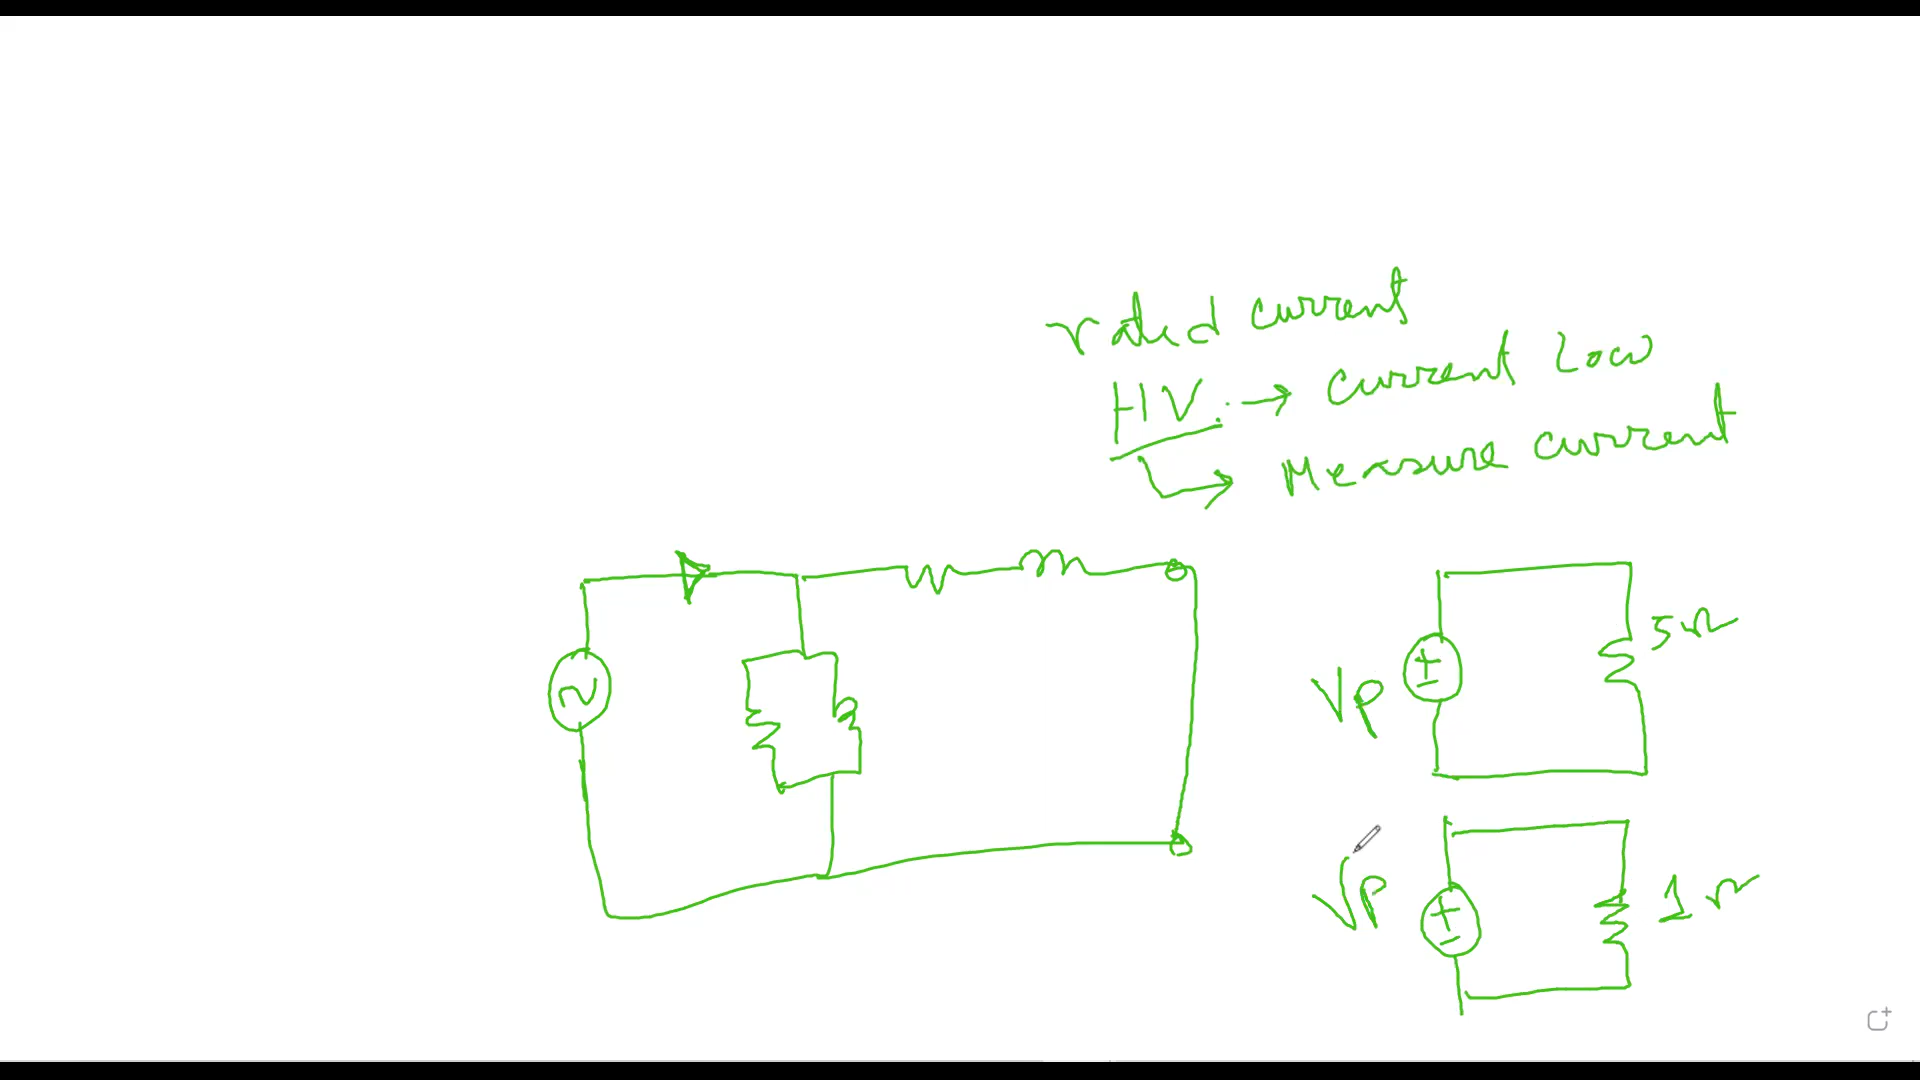 rated current
HV. → current Low
→ Measure current
5Ω
Vp
1Ω
Vp